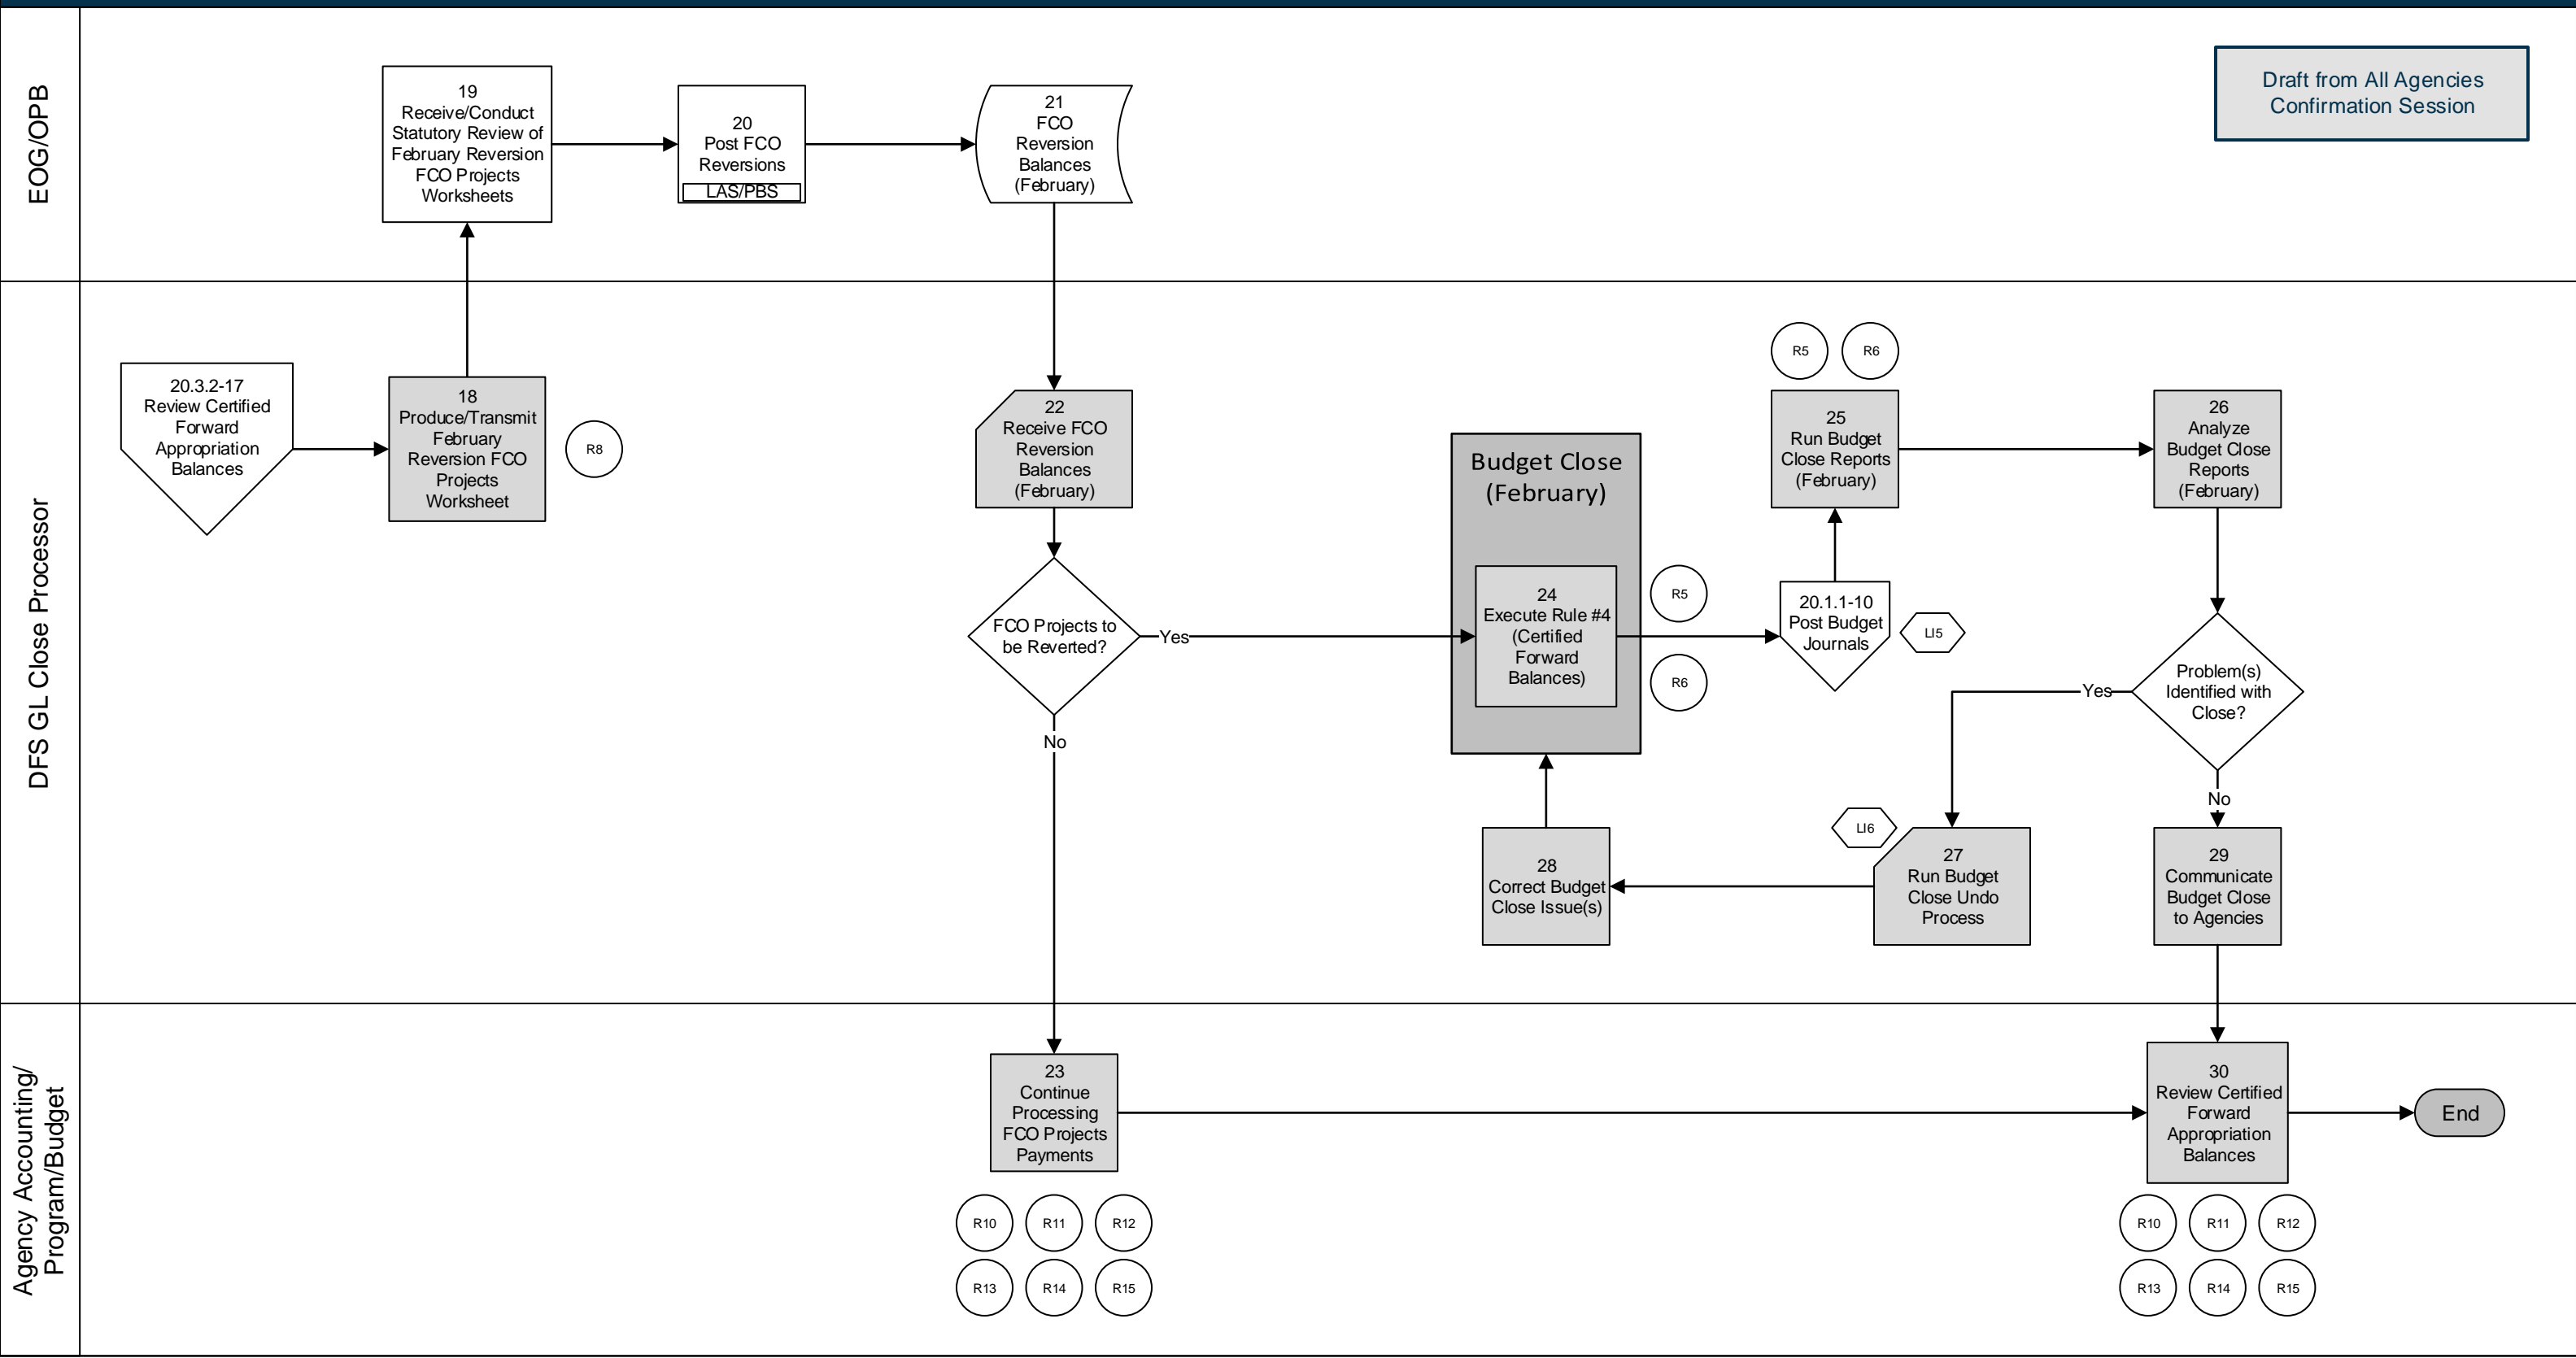 EOG/OPB
19
Receive/Conduct
Statutory Review of
February Reversion
FCO Projects
Worksheets
20
Post FCO
Reversions
LAS/PBS
21
FCO
Reversion
Balances
(February)
Draft from All Agencies
Confirmation Session
DFS GL Close Processor
20.3.2-17
Review Certified
Forward
Appropriation
Balances
18
Produce/Transmit
February
Reversion FCO
Projects
Worksheet
R8
22
Receive FCO
Reversion
Balances
(February)
FCO Projects to
be Reverted?
Yes
No
Budget Close
(February)
24
Execute Rule #4
(Certified
Forward
Balances)
R5
R6
20.1.1-10
Post Budget
Journals
LI5
R5
R6
25
Run Budget
Close Reports
(February)
26
Analyze
Budget Close
Reports
(February)
Problem(s)
Identified with
Close?
Yes
No
LI6
27
Run Budget
Close Undo
Process
28
Correct Budget
Close Issue(s)
29
Communicate
Budget Close
to Agencies
Agency Accounting/
Program/Budget
23
Continue
Processing
FCO Projects
Payments
R10
R11
R12
R13
R14
R15
30
Review Certified
Forward
Appropriation
Balances
R10
R11
R12
R13
R14
R15
End